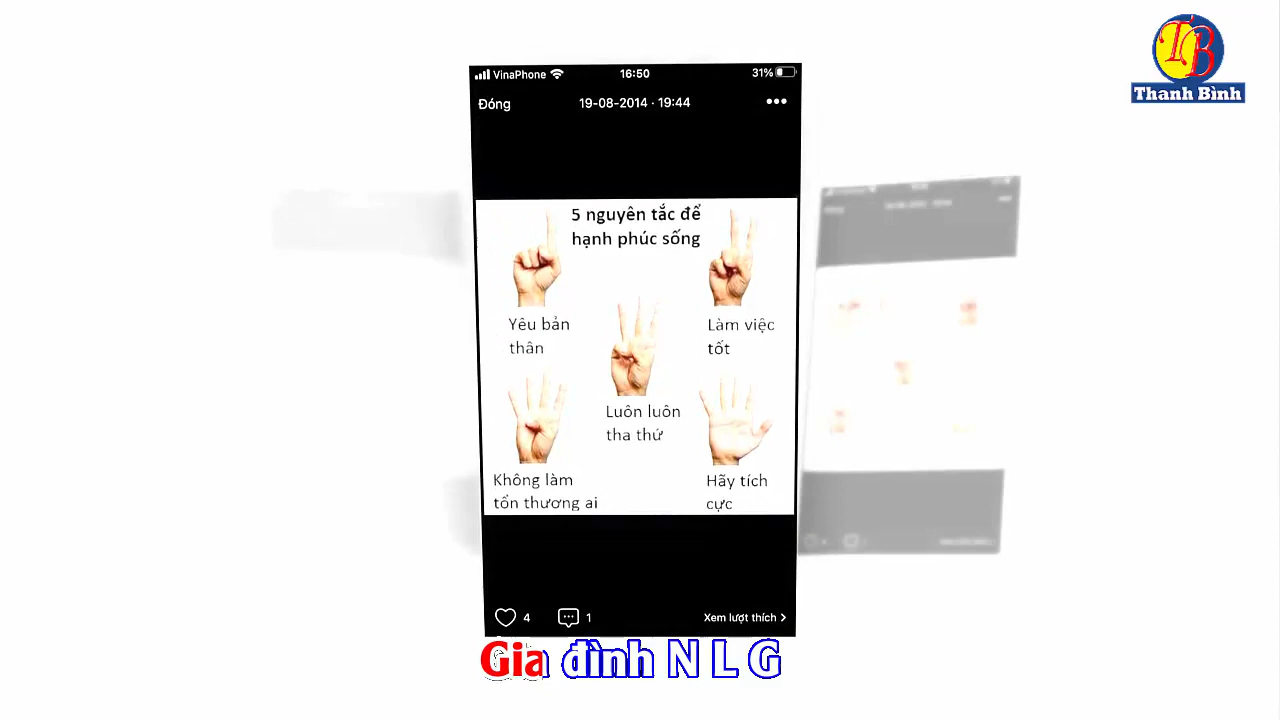 TB
Thanh Bình
VinaPhone 16:50 31%
Đóng 19-08-2014 · 19:44
5 nguyên tắc để
hạnh phúc sống
Yêu bản
thân
Làm việc
tốt
Luôn luôn
tha thứ
Không làm
tổn thương ai
Hãy tích
cực
4 1 Xem lượt thích
Gia đình N L G